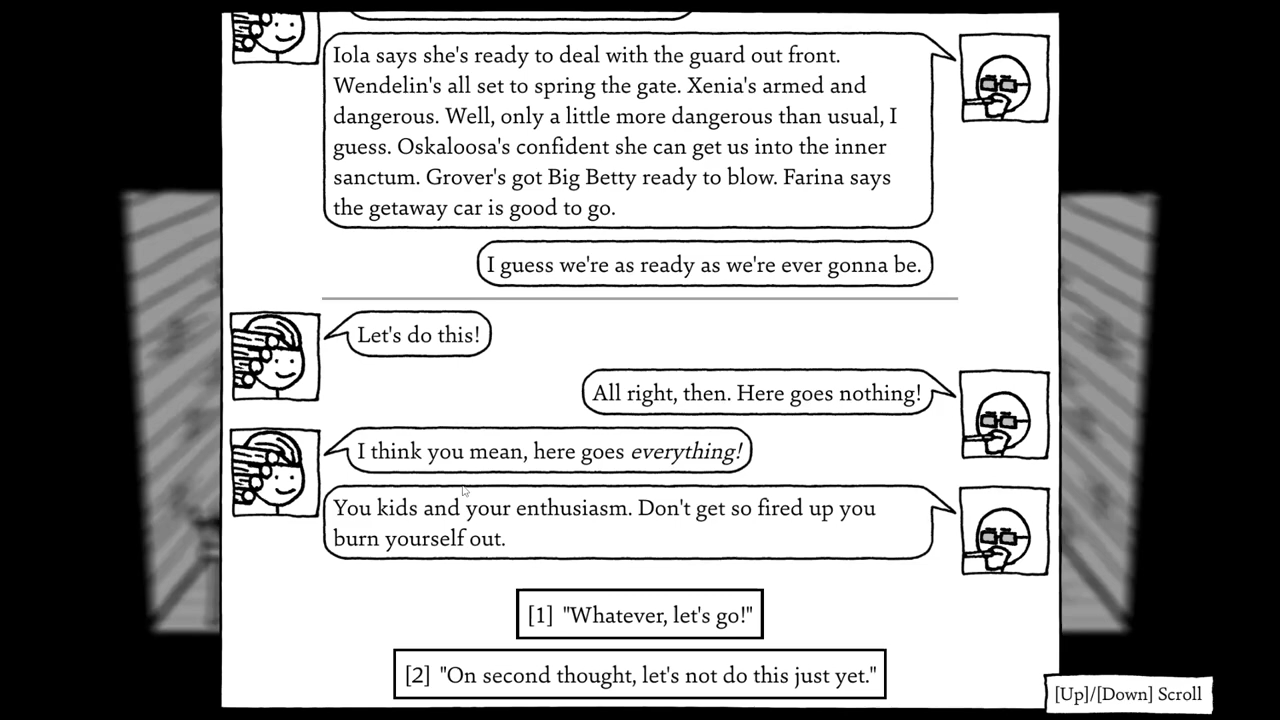 Iola says she's ready to deal with the guard out front.
Wendelin's all set to spring the gate. Xenia's armed and
dangerous. Well, only a little more dangerous than usual, I
guess. Oskaloosa's confident she can get us into the inner
sanctum. Grover's got Big Betty ready to blow. Farina says
the getaway car is good to go.
I guess we're as ready as we're ever gonna be.
Let's do this!
All right, then. Here goes nothing!
I think you mean, here goes everything!
You kids and your enthusiasm. Don't get so fired up you
burn yourself out.
[1] "Whatever, let's go!"
[2] "On second thought, let's not do this just yet."
[Up]/[Down] Scroll